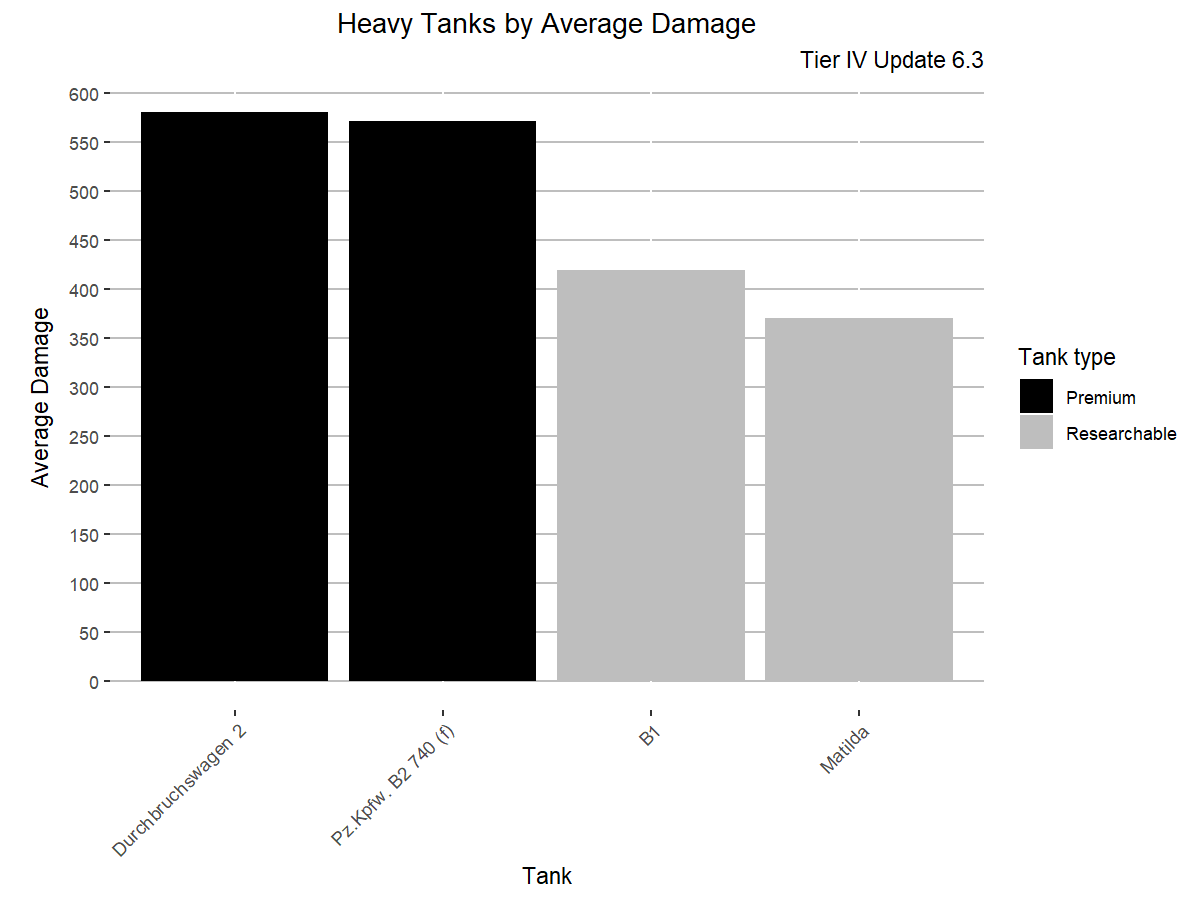 Heavy Tanks by Average Damage
Tier IV Update 6.3
600
550
500
450
400
350
300
250
200
150
100
50
0
Average Damage
Durchbruchswagen 2
Pz.Kpfw. B2 740 (f)
B1
Matilda
Tank
Tank type
Premium
Researchable